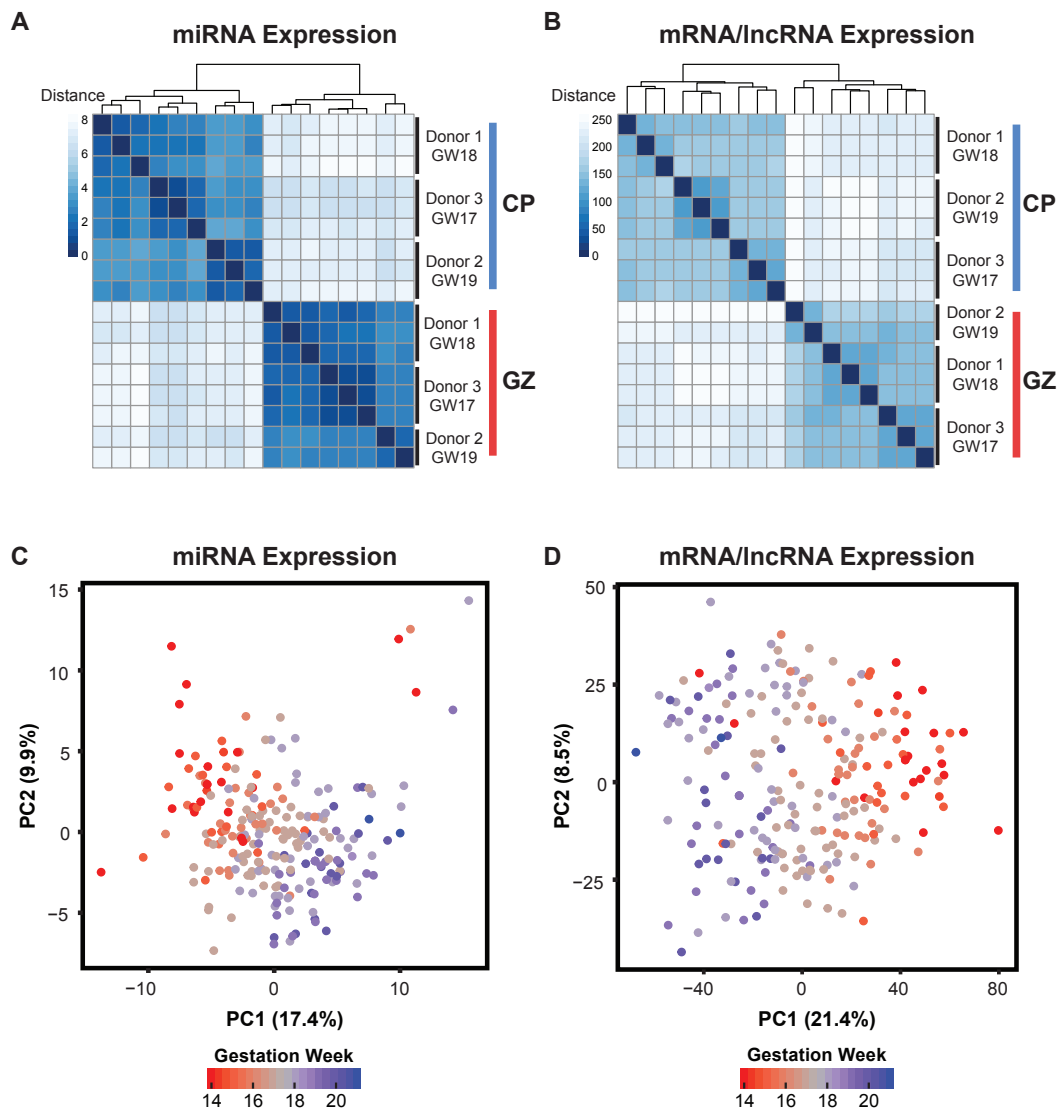 A
miRNA Expression
Distance
8
6
4
2
0
Donor 1
GW18
Donor 3
GW17
Donor 2
GW19
CP
Donor 1
GW18
Donor 3
GW17
Donor 2
GW19
GZ
B
mRNA/lncRNA Expression
Distance
250
200
150
100
50
0
Donor 1
GW18
Donor 2
GW19
Donor 3
GW17
CP
Donor 2
GW19
Donor 1
GW18
Donor 3
GW17
GZ
C
miRNA Expression
PC2 (9.9%)
15
10
5
0
−5
−10
0
10
PC1 (17.4%)
Gestation Week
14 16 18 20
D
mRNA/lncRNA Expression
PC2 (8.5%)
50
25
0
−25
−40
0
40
80
PC1 (21.4%)
Gestation Week
14 16 18 20